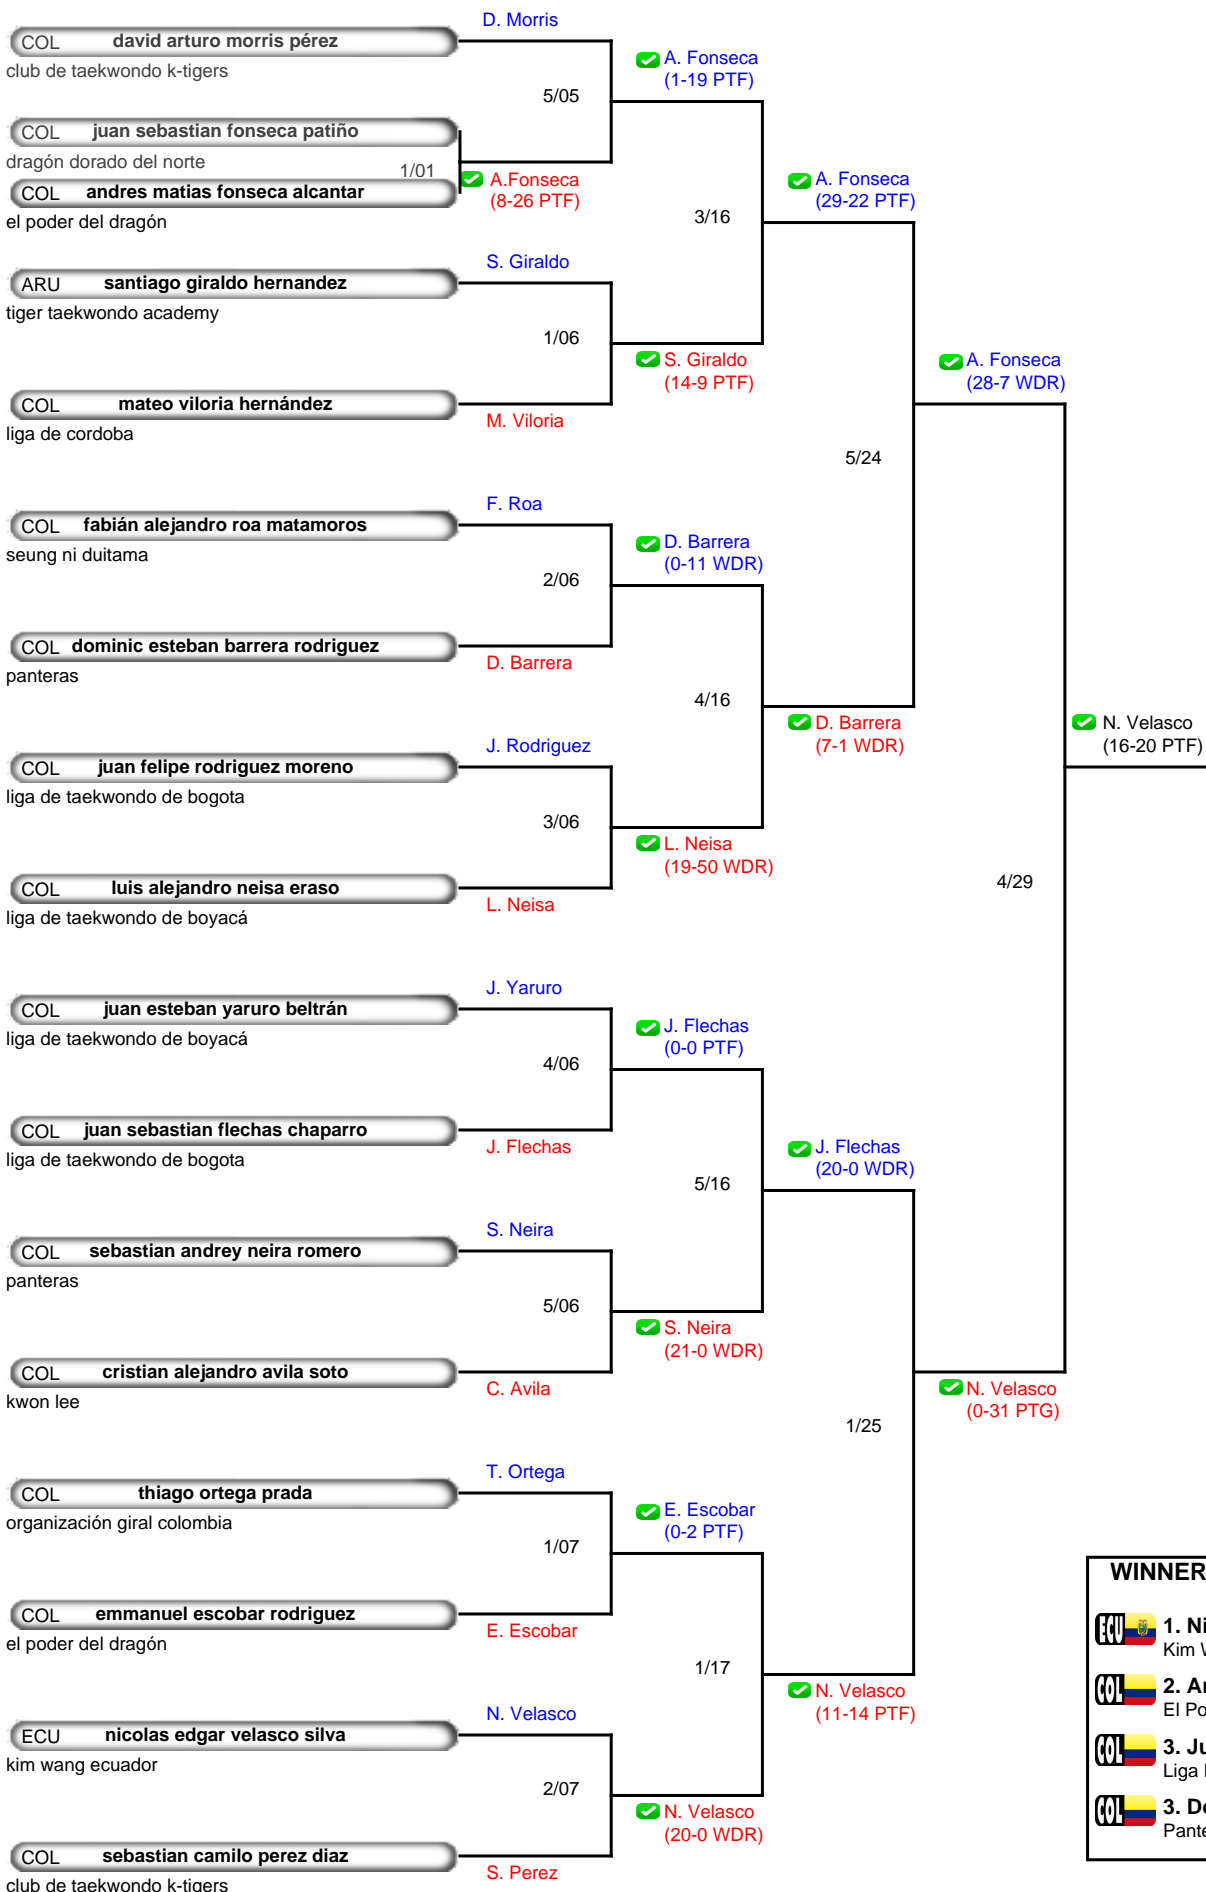 D. Morris
COL david arturo morris pérez
club de taekwondo k-tigers
A. Fonseca
(1-19 PTF)
5/05
COL juan sebastian fonseca patiño
dragón dorado del norte
1/01
COL andres matias fonseca alcantar
el poder del dragón
A.Fonseca
(8-26 PTF)
A. Fonseca
(29-22 PTF)
3/16
S. Giraldo
ARU santiago giraldo hernandez
tiger taekwondo academy
1/06
S. Giraldo
(14-9 PTF)
A. Fonseca
(28-7 WDR)
COL mateo viloria hernández
liga de cordoba
M. Viloria
5/24
F. Roa
COL fabián alejandro roa matamoros
seung ni duitama
D. Barrera
(0-11 WDR)
2/06
COL dominic esteban barrera rodriguez
panteras
D. Barrera
4/16
D. Barrera
(7-1 WDR)
N. Velasco
(16-20 PTF)
J. Rodriguez
COL juan felipe rodriguez moreno
liga de taekwondo de bogota
3/06
L. Neisa
(19-50 WDR)
COL luis alejandro neisa eraso
liga de taekwondo de boyacá
L. Neisa
4/29
J. Yaruro
COL juan esteban yaruro beltrán
liga de taekwondo de boyacá
J. Flechas
(0-0 PTF)
4/06
COL juan sebastian flechas chaparro
liga de taekwondo de bogota
J. Flechas
J. Flechas
(20-0 WDR)
5/16
S. Neira
COL sebastian andrey neira romero
panteras
5/06
S. Neira
(21-0 WDR)
COL cristian alejandro avila soto
kwon lee
C. Avila
N. Velasco
(0-31 PTG)
1/25
T. Ortega
COL thiago ortega prada
organización giral colombia
E. Escobar
(0-2 PTF)
1/07
COL emmanuel escobar rodriguez
el poder del dragón
E. Escobar
1/17
N. Velasco
(11-14 PTF)
N. Velasco
ECU nicolas edgar velasco silva
kim wang ecuador
2/07
N. Velasco
(20-0 WDR)
COL sebastian camilo perez diaz
club de taekwondo k-tigers
S. Perez
WINNER
ECU 1. Ni
Kim
COL 2. A
El Po
COL 3. Ju
Liga
COL 3. D
Pante